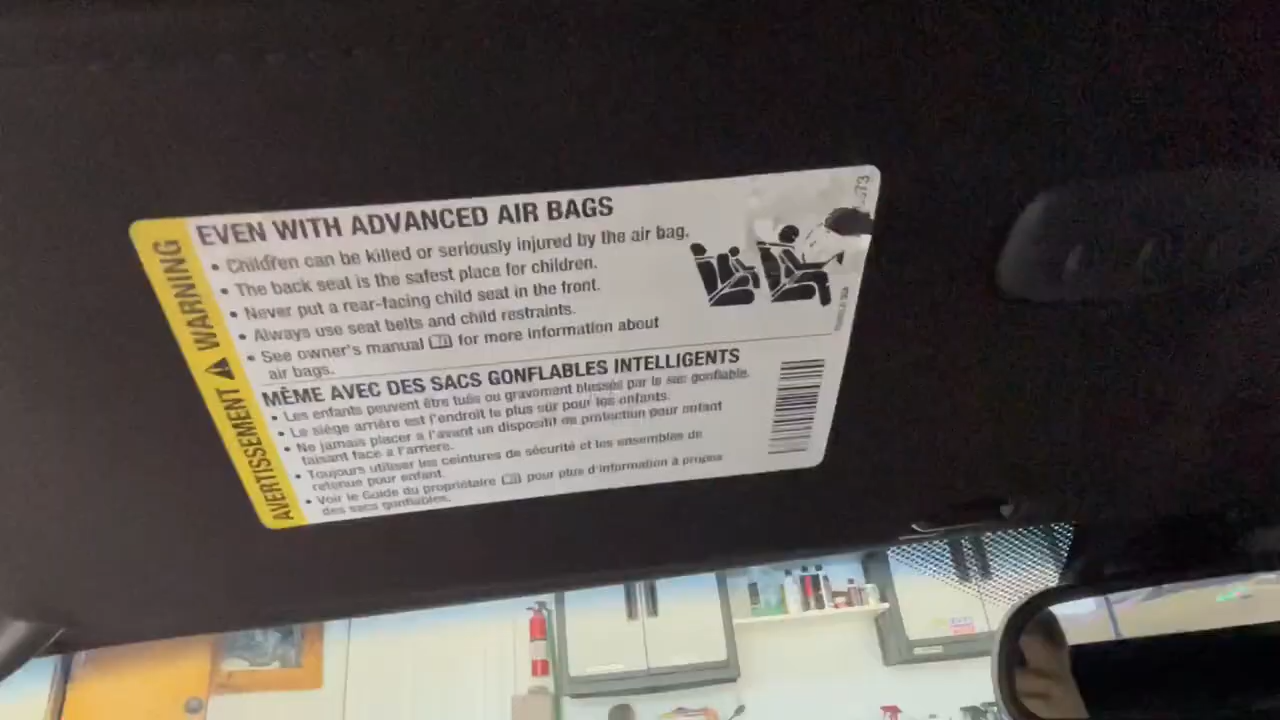 WARNING
AVERTISSEMENT
EVEN WITH ADVANCED AIR BAGS
• Children can be killed or seriously injured by the air bag.
• The back seat is the safest place for children.
• Never put a rear-facing child seat in the front.
• Always use seat belts and child restraints.
• See owner's manual for more information about
air bags.
MÊME AVEC DES SACS GONFLABLES INTELLIGENTS
• Les enfants peuvent être tués ou gravement blessés par le sac gonflable.
• Le siège arrière est l'endroit le plus sûr pour les enfants.
• Ne jamais placer à l'avant un dispositif de protection pour enfant
faisant face à l'arrière.
• Toujours utiliser les ceintures de sécurité et les ensembles de
retenue pour enfant.
• Voir le Guide du propriétaire pour plus d'information à propos
des sacs gonflables.